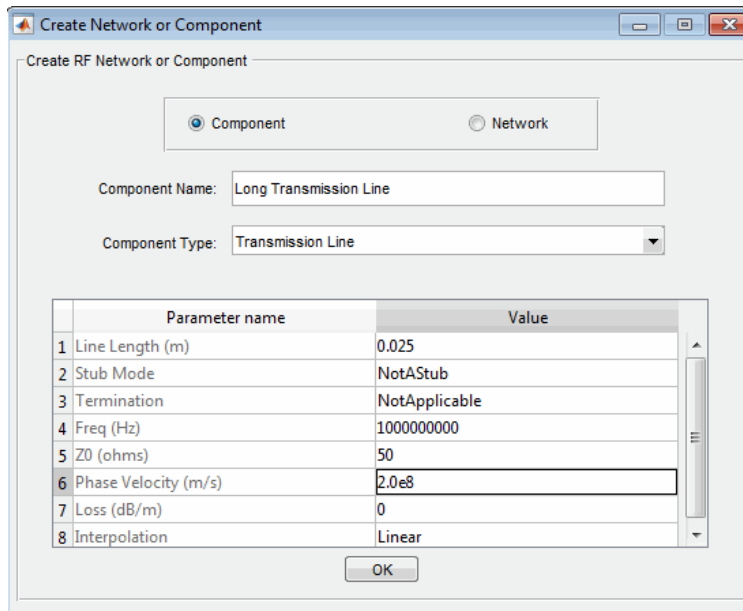 Create Network or Component
Create RF Network or Component
Component Network
Component Name: Long Transmission Line
Component Type: Transmission Line
Parameter name Value
1 Line Length (m) 0.025
2 Stub Mode NotAStub
3 Termination NotApplicable
4 Freq (Hz) 1000000000
5 Z0 (ohms) 50
6 Phase Velocity (m/s) 2.0e8
7 Loss (dB/m) 0
8 Interpolation Linear
OK